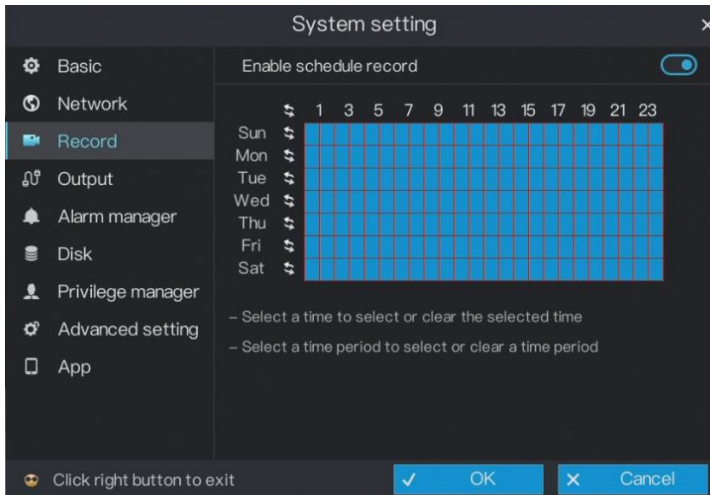 System setting
Basic
Enable schedule record
Network
1 3 5 7 9 11 13 15 17 19 21 23
Record
Sun
Mon
Output
Tue
Wed
Alarm manager
Thu
Fri
Disk
Sat
Privilege manager
– Select a time to select or clear the selected time
Advanced setting
– Select a time period to select or clear a time period
App
Click right button to exit
OK
Cancel